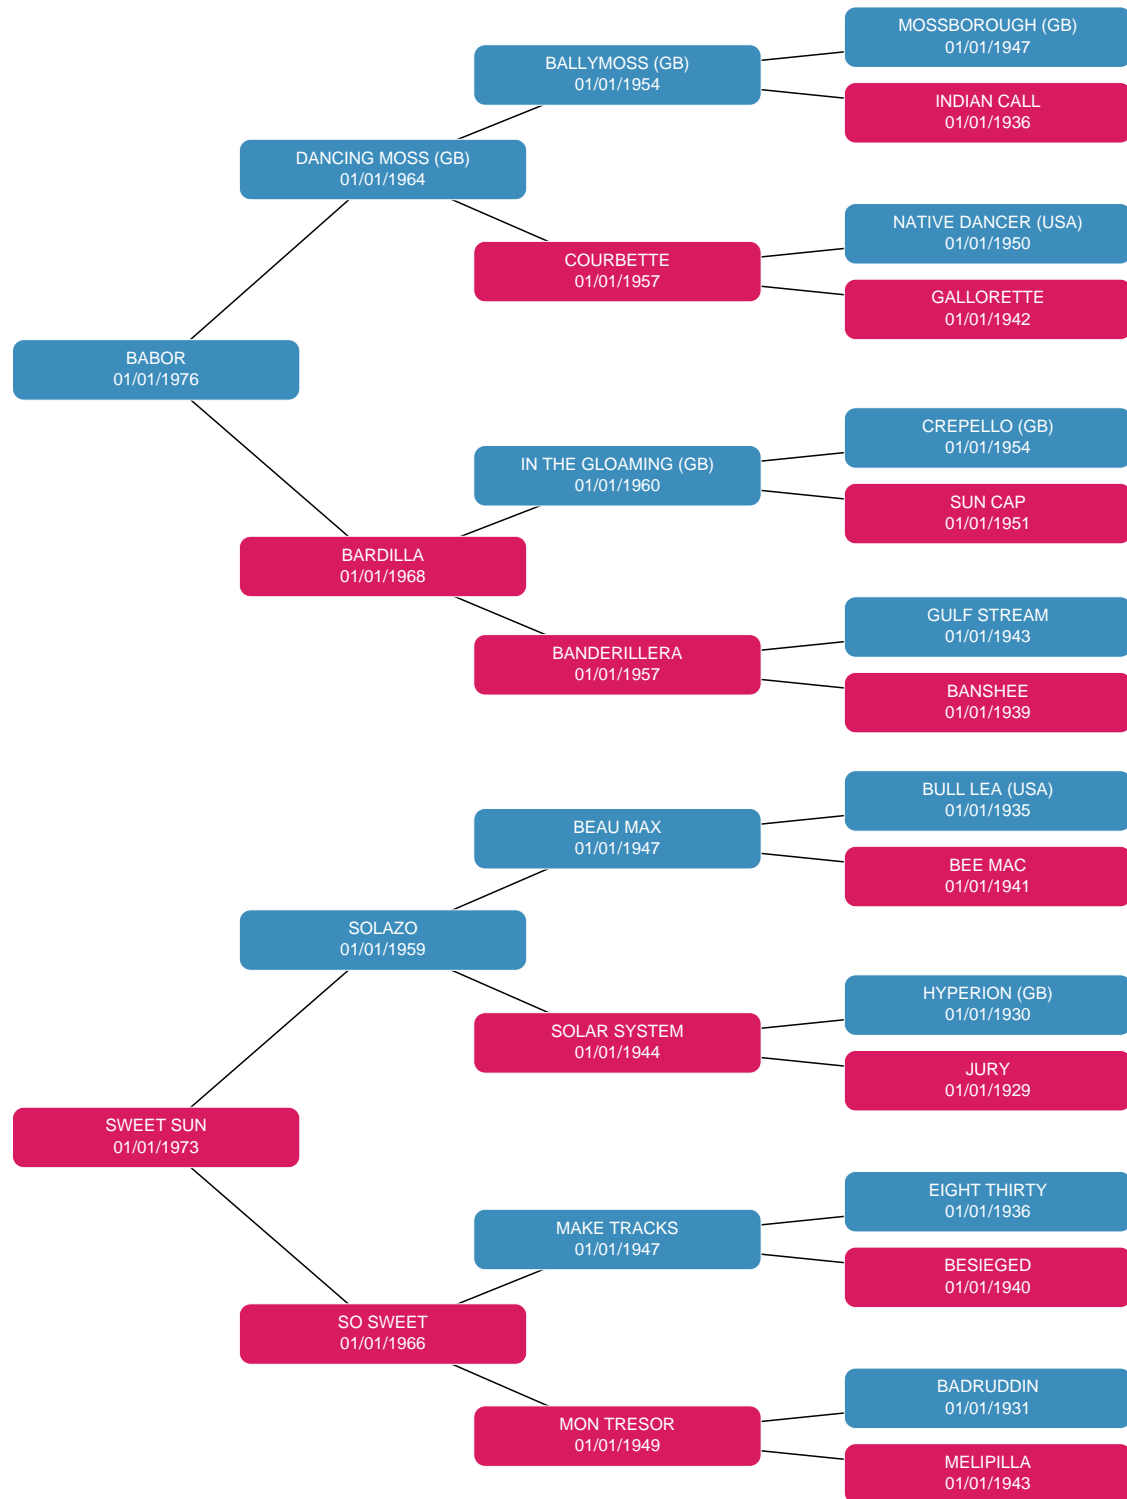 MOSSBOROUGH (GB)
01/01/1947
BALLYMOSS (GB)
01/01/1954
INDIAN CALL
01/01/1936
DANCING MOSS (GB)
01/01/1964
NATIVE DANCER (USA)
01/01/1950
COURBETTE
01/01/1957
GALLORETTE
01/01/1942
BABOR
01/01/1976
CREPELLO (GB)
01/01/1954
IN THE GLOAMING (GB)
01/01/1960
SUN CAP
01/01/1951
BARDILLA
01/01/1968
GULF STREAM
01/01/1943
BANDERILLERA
01/01/1957
BANSHEE
01/01/1939
BULL LEA (USA)
01/01/1935
BEAU MAX
01/01/1947
BEE MAC
01/01/1941
SOLAZO
01/01/1959
HYPERION (GB)
01/01/1930
SOLAR SYSTEM
01/01/1944
JURY
01/01/1929
SWEET SUN
01/01/1973
EIGHT THIRTY
01/01/1936
MAKE TRACKS
01/01/1947
BESIEGED
01/01/1940
SO SWEET
01/01/1966
BADRUDDIN
01/01/1931
MON TRESOR
01/01/1949
MELIPILLA
01/01/1943